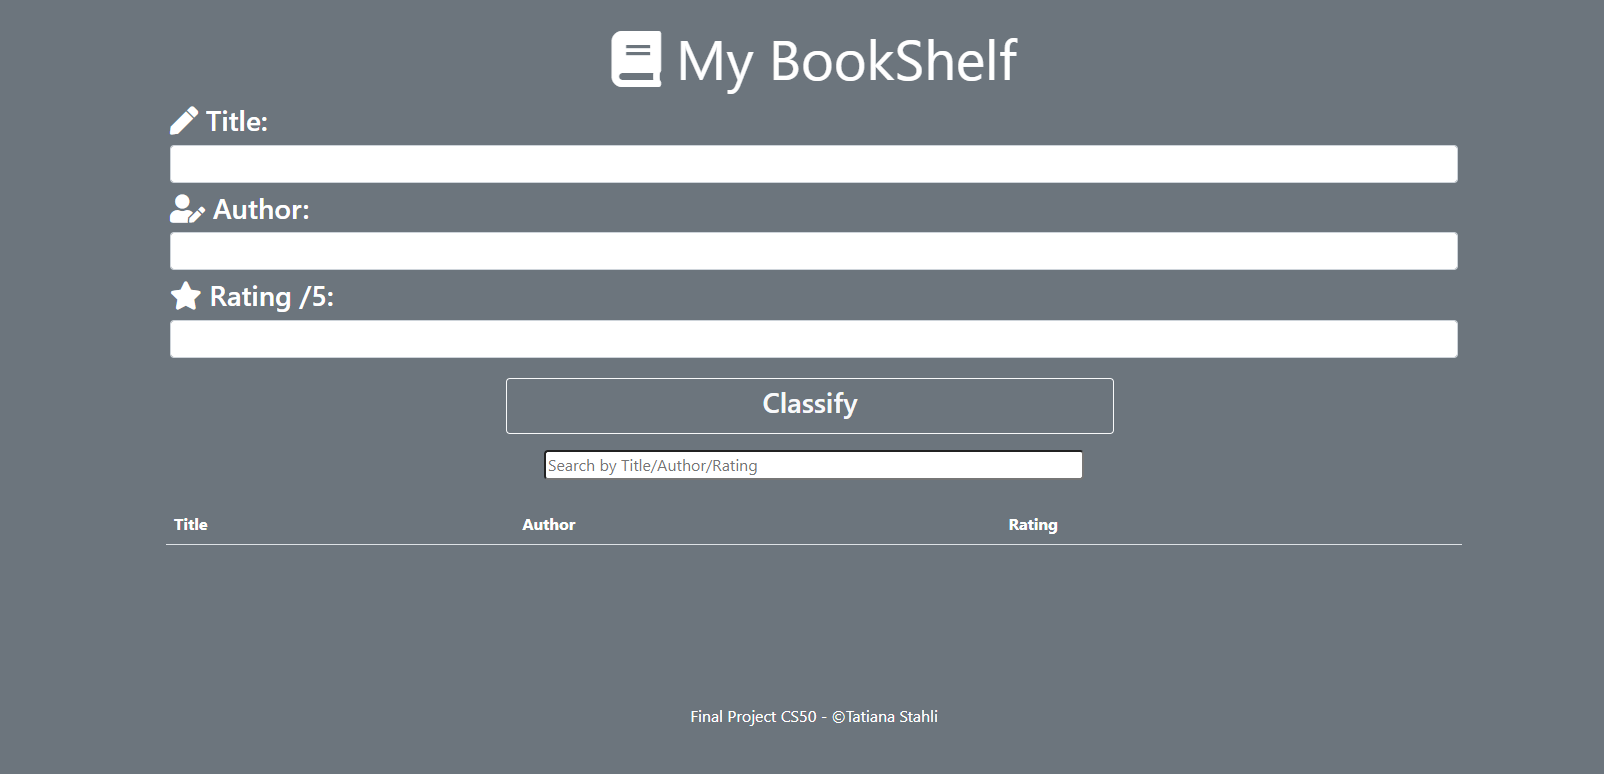 My BookShelf
Title:
Author:
Rating /5:
Classify
Search by Title/Author/Rating
Title Author Rating
Final Project CS50 - ©Tatiana Stahli